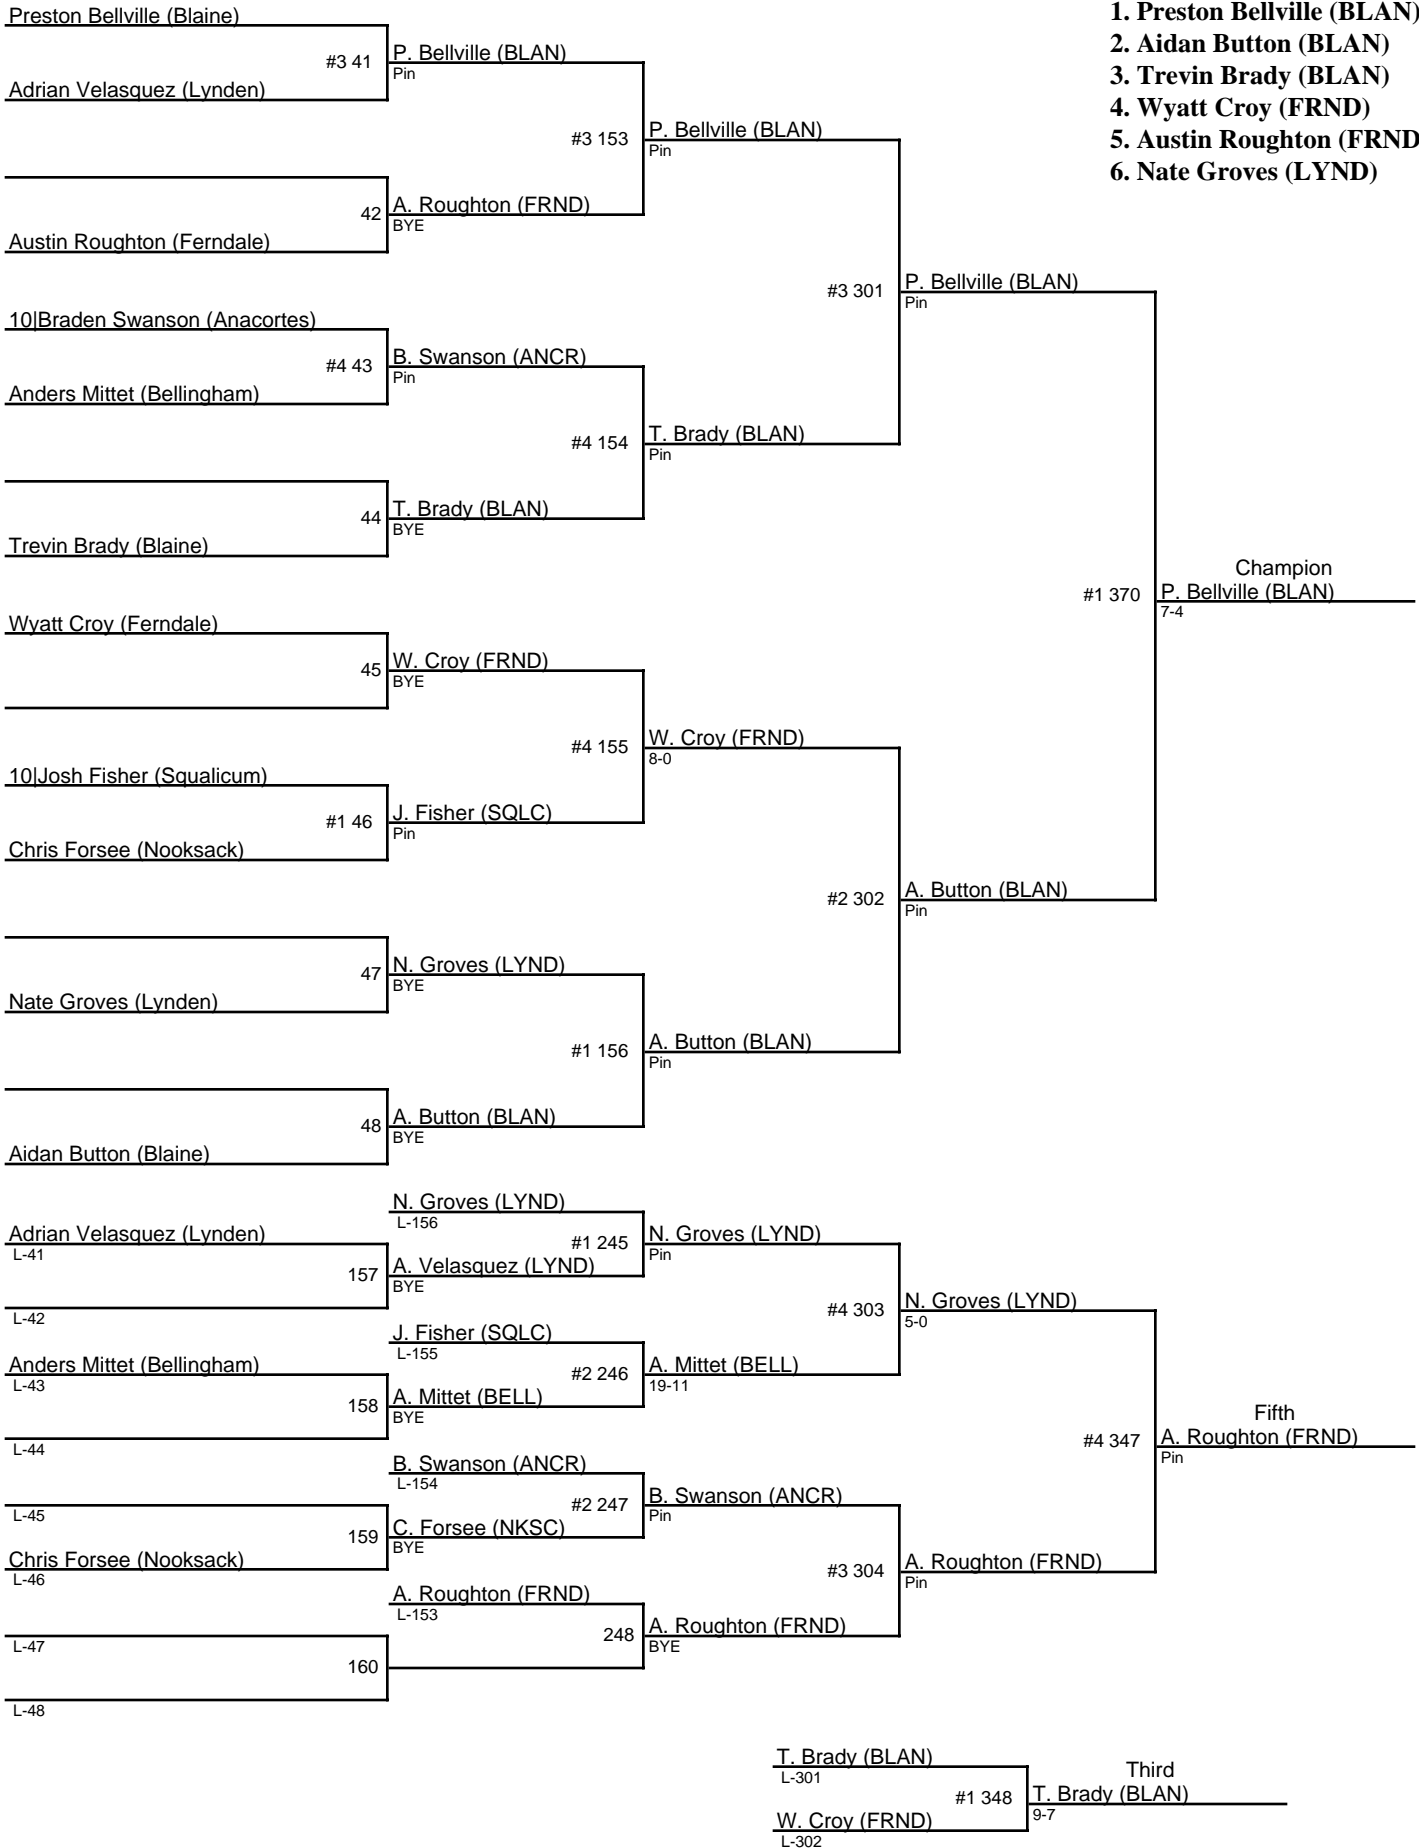 1. Preston Bellville (BLAN)
2. Aidan Button (BLAN)
3. Trevin Brady (BLAN)
4. Wyatt Croy (FRND)
5. Austin Roughton (FRND
6. Nate Groves (LYND)
Preston Bellville (Blaine)
#3 41
Adrian Velasquez (Lynden)
P. Bellville (BLAN)
Pin
42
Austin Roughton (Ferndale)
A. Roughton (FRND)
BYE
#3 153
P. Bellville (BLAN)
Pin
10|Braden Swanson (Anacortes)
#4 43
Anders Mittet (Bellingham)
B. Swanson (ANCR)
Pin
44
Trevin Brady (Blaine)
T. Brady (BLAN)
BYE
#4 154
T. Brady (BLAN)
Pin
#3 301
P. Bellville (BLAN)
Pin
Wyatt Croy (Ferndale)
45
W. Croy (FRND)
BYE
10|Josh Fisher (Squalicum)
#1 46
Chris Forsee (Nooksack)
J. Fisher (SQLC)
Pin
#4 155
W. Croy (FRND)
8-0
47
Nate Groves (Lynden)
N. Groves (LYND)
BYE
48
Aidan Button (Blaine)
A. Button (BLAN)
BYE
#1 156
A. Button (BLAN)
Pin
#2 302
A. Button (BLAN)
Pin
#1 370
Champion
P. Bellville (BLAN)
7-4
Adrian Velasquez (Lynden)
L-41
157
L-42
N. Groves (LYND)
L-156
#1 245
A. Velasquez (LYND)
BYE
N. Groves (LYND)
Pin
Anders Mittet (Bellingham)
L-43
158
L-44
J. Fisher (SQLC)
L-155
#2 246
A. Mittet (BELL)
BYE
A. Mittet (BELL)
19-11
#4 303
N. Groves (LYND)
5-0
L-45
159
Chris Forsee (Nooksack)
L-46
B. Swanson (ANCR)
L-154
#2 247
C. Forsee (NKSC)
BYE
B. Swanson (ANCR)
Pin
L-47
160
L-48
A. Roughton (FRND)
L-153
248
A. Roughton (FRND)
BYE
#3 304
A. Roughton (FRND)
Pin
#4 347
Fifth
A. Roughton (FRND)
Pin
T. Brady (BLAN)
L-301
#1 348
W. Croy (FRND)
L-302
Third
T. Brady (BLAN)
9-7